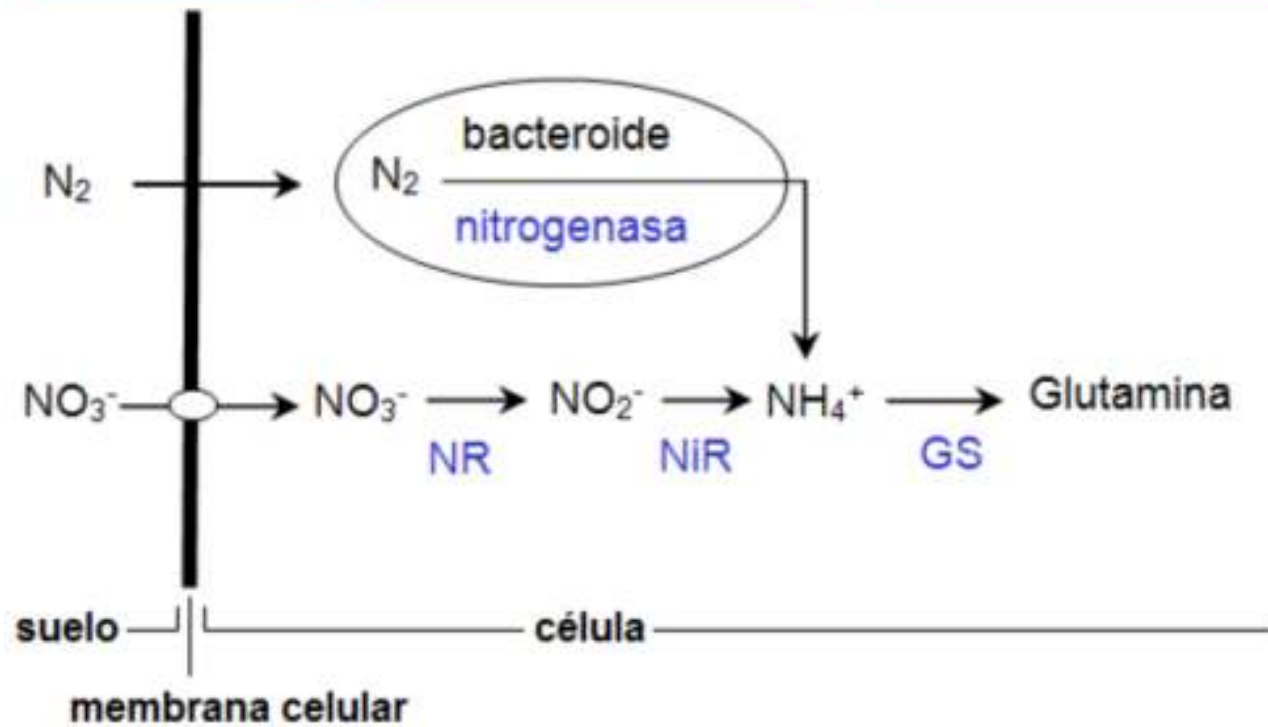 bacteroide
N₂ N₂
nitrogenasa
NO₃⁻ NO₃⁻ NO₂⁻ NH₄⁺ Glutamina
NR NiR GS
suelo célula
membrana celular